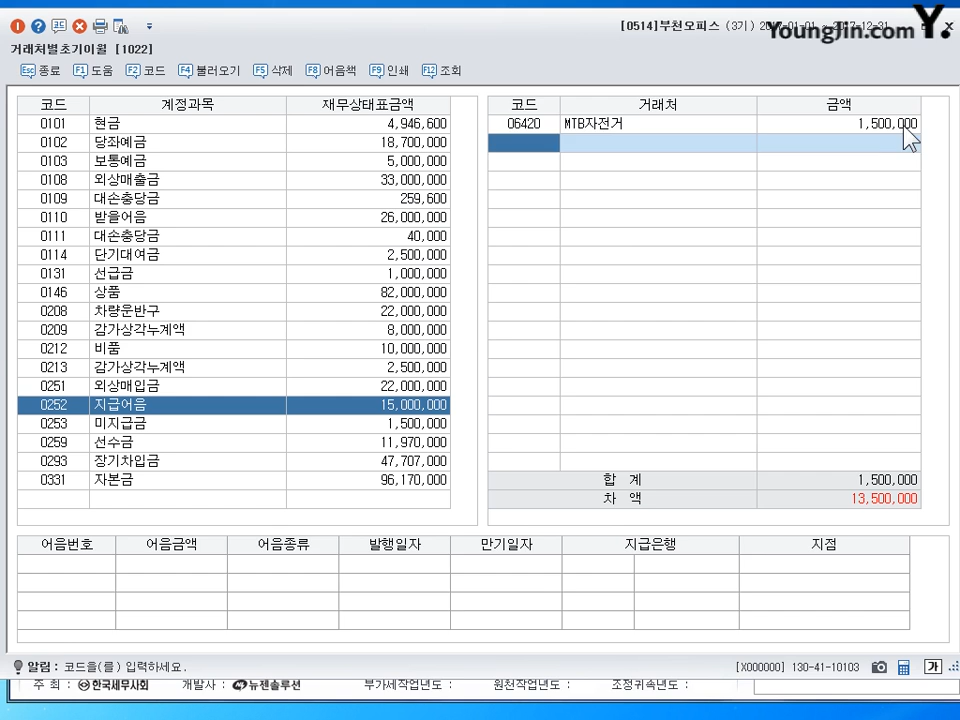 [0514]부천오피스 (3기) 2017-01-01 ~ 2017-12-31
YoungJin.com Y.
거래처별초기이월 [1022]
Esc 종료 F1 도움 F2 코드 F4 불러오기 F5 삭제 F8 어음책 F9 인쇄 F12 조회
코드 계정과목 재무상태표금액
0101 현금 4,946,600
0102 당좌예금 18,700,000
0103 보통예금 5,000,000
0108 외상매출금 33,000,000
0109 대손충당금 259,600
0110 받을어음 26,000,000
0111 대손충당금 40,000
0114 단기대여금 2,500,000
0131 선급금 1,000,000
0146 상품 82,000,000
0208 차량운반구 22,000,000
0209 감가상각누계액 8,000,000
0212 비품 10,000,000
0213 감가상각누계액 2,500,000
0251 외상매입금 22,000,000
0252 지급어음 15,000,000
0253 미지급금 1,500,000
0259 선수금 11,970,000
0293 장기차입금 47,707,000
0331 자본금 96,170,000
코드 거래처 금액
06420 MTB자전거 1,500,000
합 계 1,500,000
차 액 13,500,000
어음번호 어음금액 어음종류 발행일자 만기일자 지급은행 지점
알림 : 코드을(를) 입력하세요. [X000000] 130-41-10103 가
주 최 : 한국세무사회 개발사 : 뉴젠솔루션 부가세작업년도 : 원천작업년도 : 조정귀속년도 :